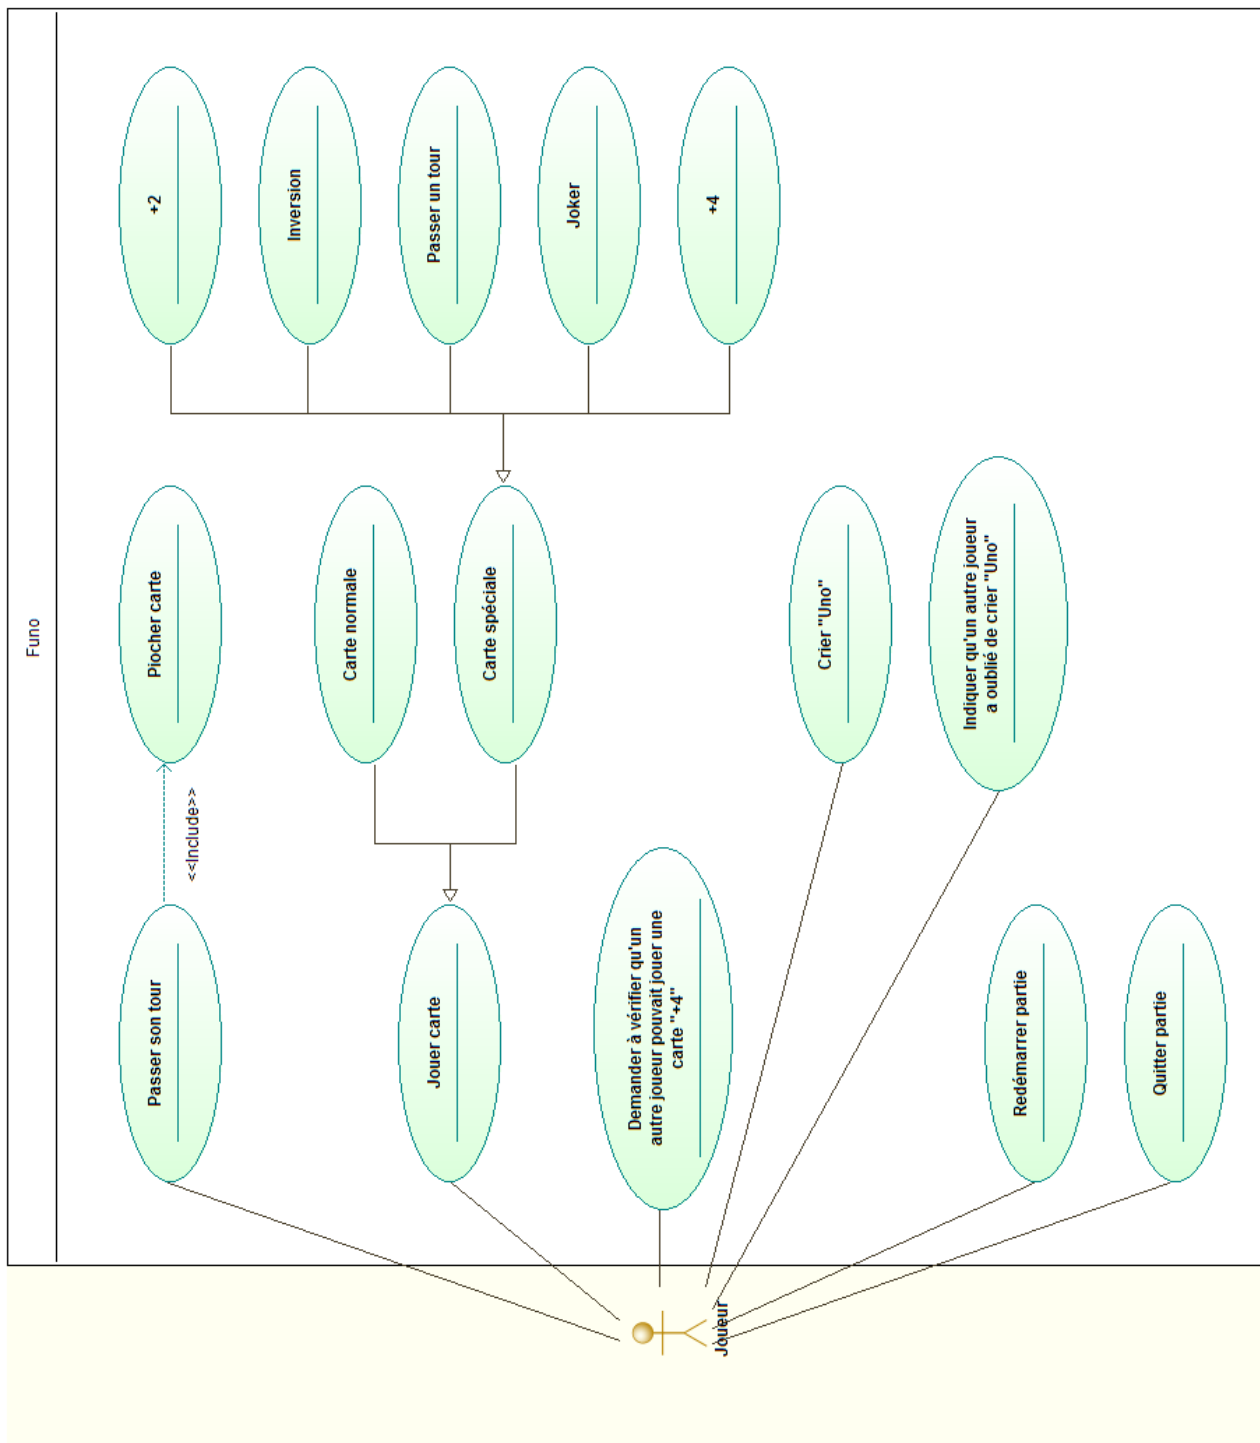 Funo
Passer son tour
<<Include>>
Piocher carte
+2
Inversion
Passer un tour
Joker
+4
Carte normale
Carte spéciale
Jouer carte
Demander à vérifier qu'un
autre joueur pouvait jouer une
carte "+4"
Crier "Uno"
Indiquer qu'un autre joueur
a oublié de crier "Uno"
Redémarrer partie
Quitter partie
Joueur